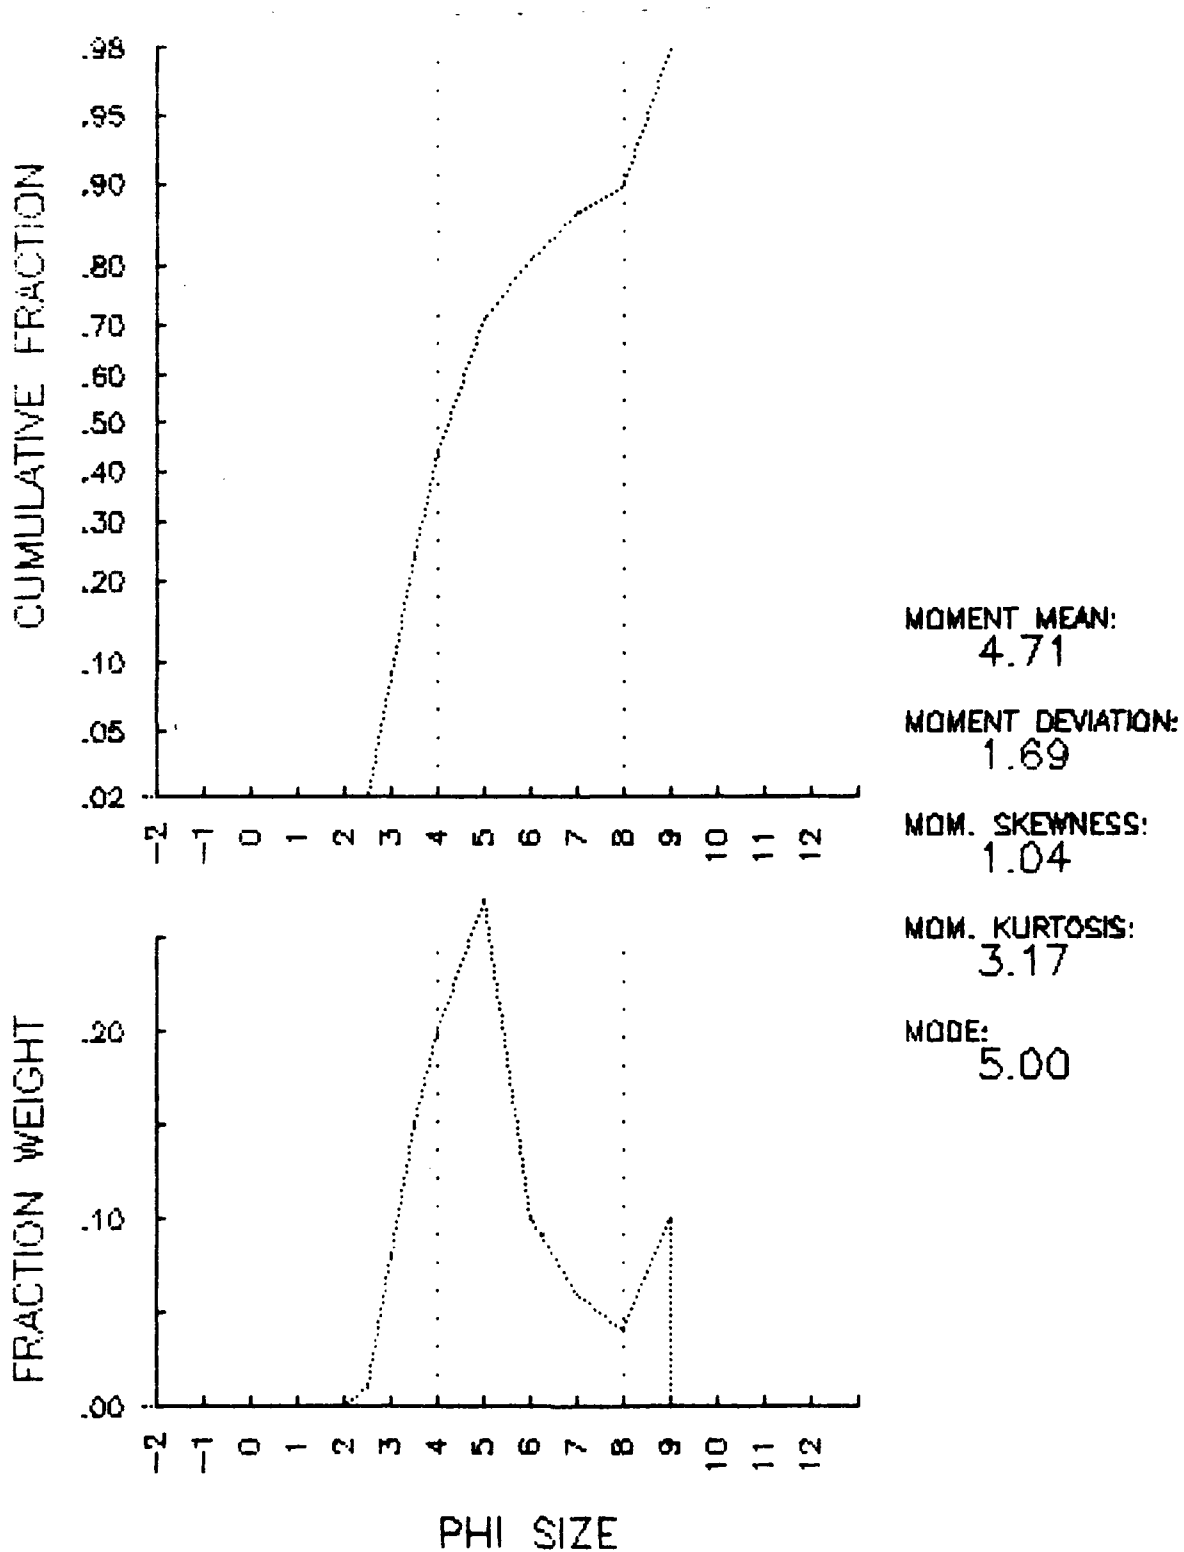 CUMULATIVE FRACTION
.98
.95
.90
.80
.70
.60
.50
.40
.30
.20
.10
.05
.02
-2 -1 0 1 2 3 4 5 6 7 8 9 10 11 12
MOMENT MEAN:
4.71
MOMENT DEVIATION:
1.69
MOM. SKEWNESS:
1.04
MOM. KURTOSIS:
3.17
MODE:
5.00
FRACTION WEIGHT
.20
.10
.00
-2 -1 0 1 2 3 4 5 6 7 8 9 10 11 12
PHI SIZE